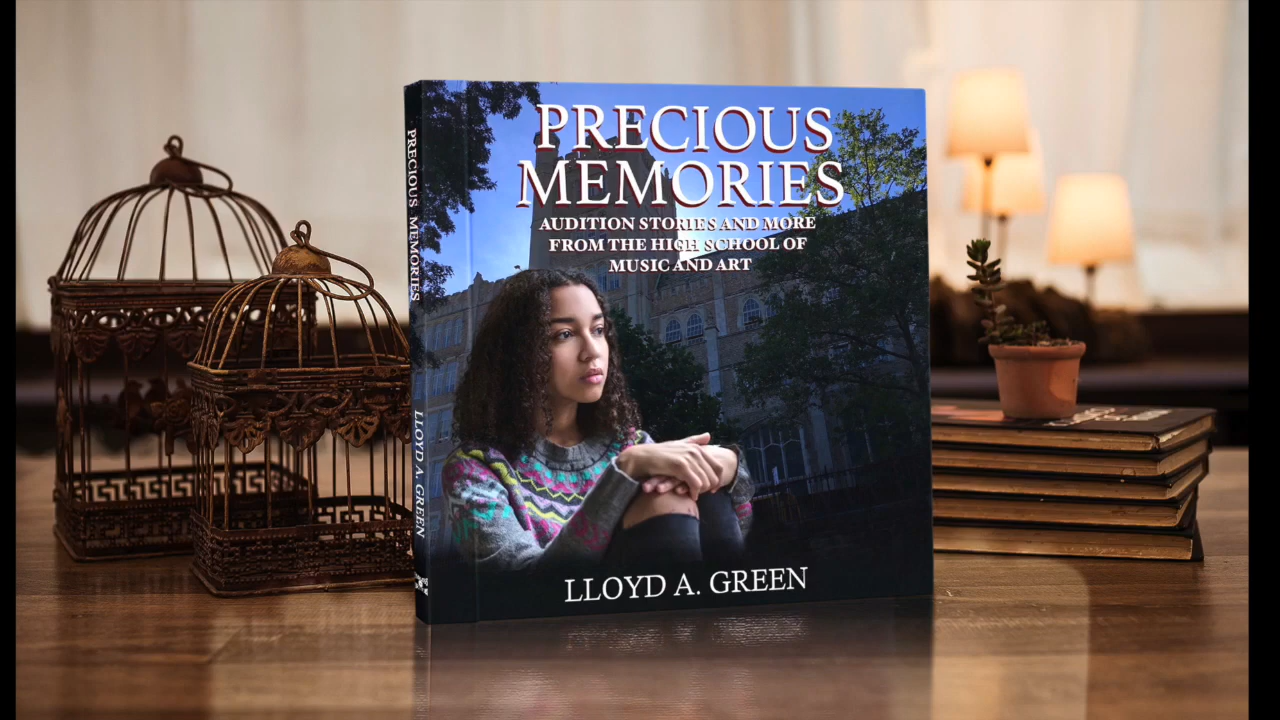 PRECIOUS
MEMORIES
AUDITION STORIES AND MORE
FROM THE HIGH SCHOOL OF
MUSIC AND ART
LLOYD A. GREEN
PRECIOUS MEMORIES
LLOYD A. GREEN